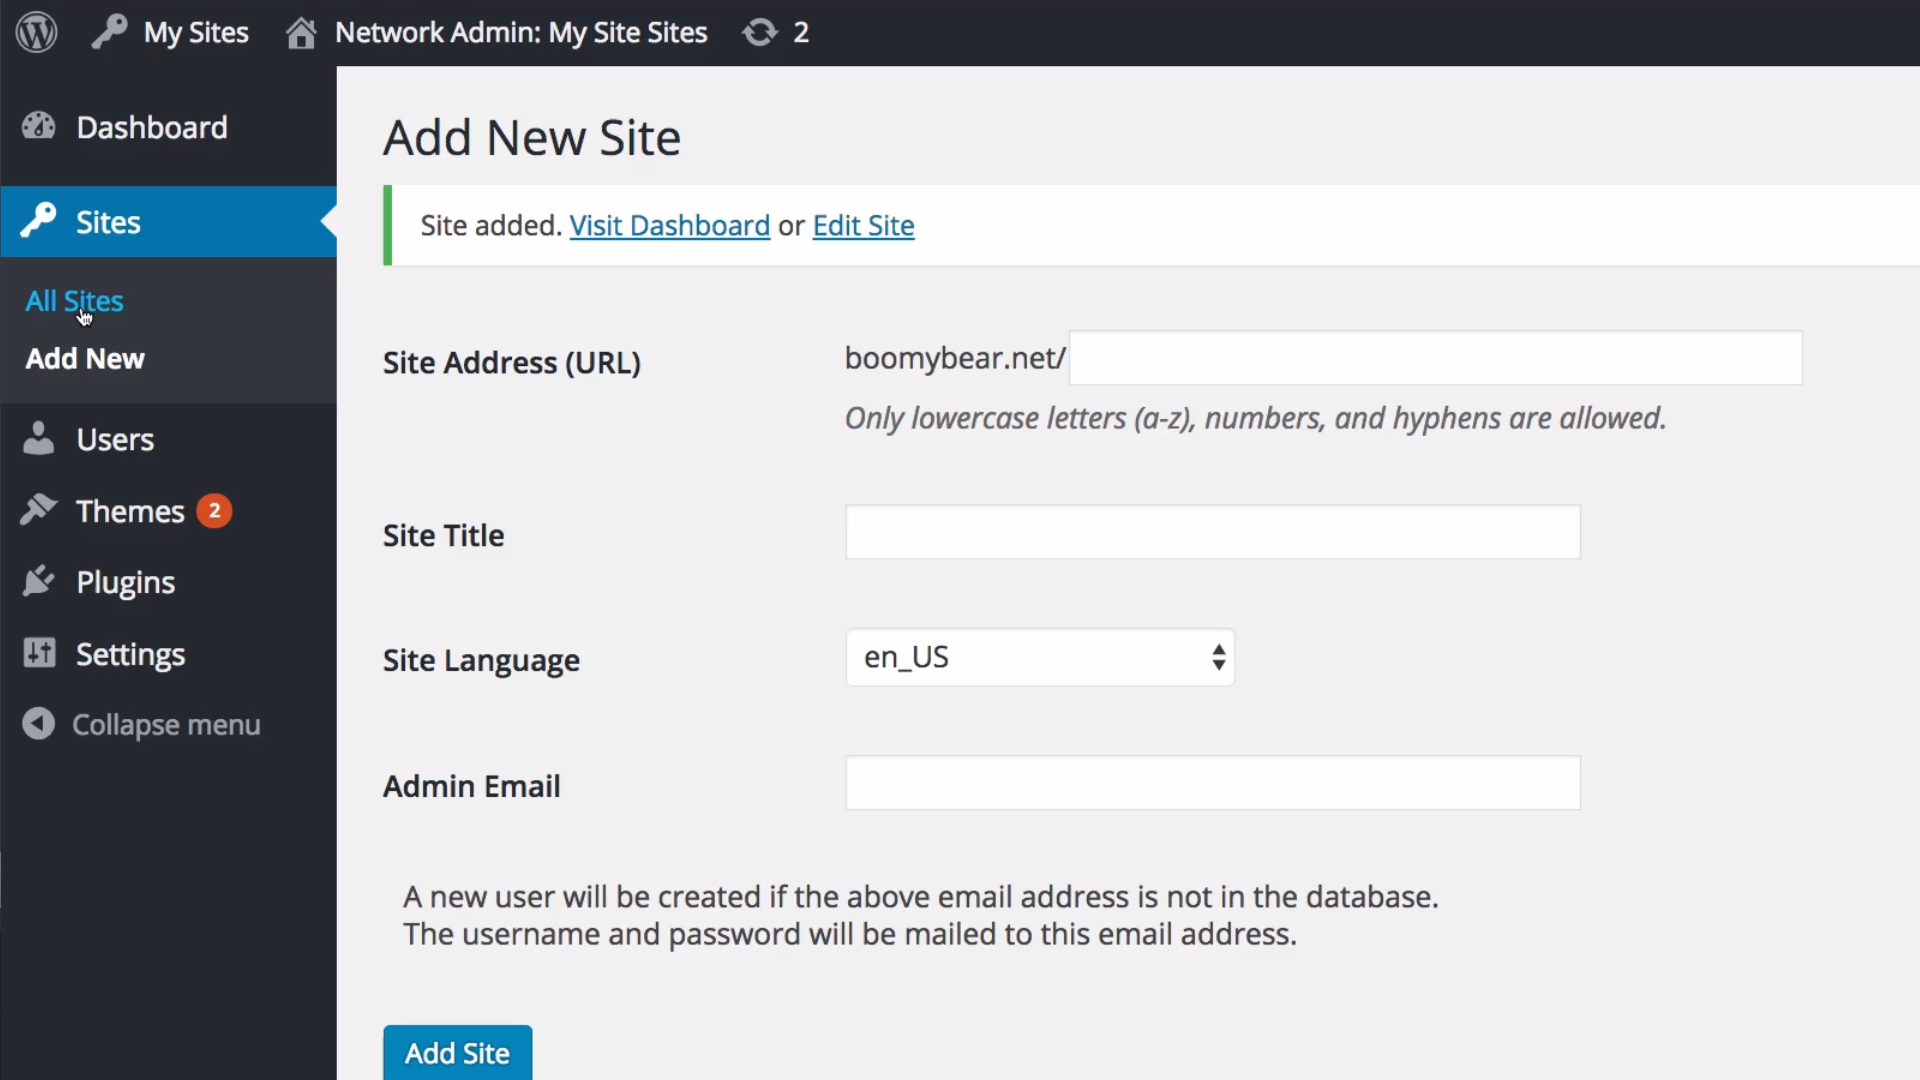 My Sites
Network Admin: My Site Sites
2
Dashboard
Sites
All Sites
Add New
Users
Themes 2
Plugins
Settings
Collapse menu
Add New Site
Site added. Visit Dashboard or Edit Site
Site Address (URL)
boomybear.net/
Only lowercase letters (a-z), numbers, and hyphens are allowed.
Site Title
Site Language
en_US
Admin Email
A new user will be created if the above email address is not in the database.
The username and password will be mailed to this email address.
Add Site